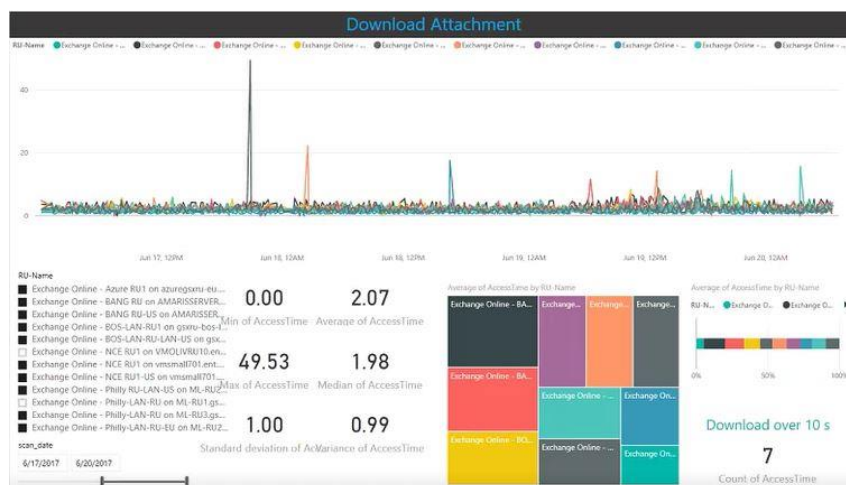 Download Attachment
RU-Name Exchange Online - ... Exchange Online - ... Exchange Online - ... Exchange Online - ... Exchange Online - ... Exchange Online - ... Exchange Online - ... Exchange Online - ... Exchange Online - ... Exchange Online - ...
40
20
0
Jun 17, 12PM Jun 18, 12AM Jun 18, 12PM Jun 19, 12AM Jun 19, 12PM Jun 20, 12AM
RU-Name
Exchange Online - Azure RU1 on azuregsxru-eu....
Exchange Online - BANG RU on AMARISSERVER...
Exchange Online - BANG RU-US on AMARISSER...
Exchange Online - BOS-LAN-RU1 on gsxru-bos-l...
Exchange Online - BOS-LAN-RU-LAN-US on gsx...
Exchange Online - NCE RU1 on VMOLIVRU10.en...
Exchange Online - NCE RU1 on vmsmall701.ent...
Exchange Online - NCE RU1-US on vmsmall701....
Exchange Online - Philly RU-LAN-US on ML-RU2...
Exchange Online - Philly-LAN-RU on ML-RU1.gs...
Exchange Online - Philly-LAN-RU on ML-RU3.gs...
Exchange Online - Philly-LAN-RU-EU on ML-RU2...
scan_date
6/17/2017 6/20/2017
0.00
Min of AccessTime
2.07
Average of AccessTime
49.53
Max of AccessTime
1.98
Median of AccessTime
1.00
Standard deviation of Acc
0.99
Variance of AccessTime
Average of AccessTime by RU-Name
Exchange Online - BA...
Exchange...
Exchange...
Exchange...
Exchange Online - BA...
Exchange Online - ...
Exchange On...
Exchange Online - BO...
Exchange Online - ...
Exchange On...
Average of AccessTime by RU-Name
RU-N... Exchange O... Exchange O...
0% 50% 100%
Download over 10 s
7
Count of AccessTime